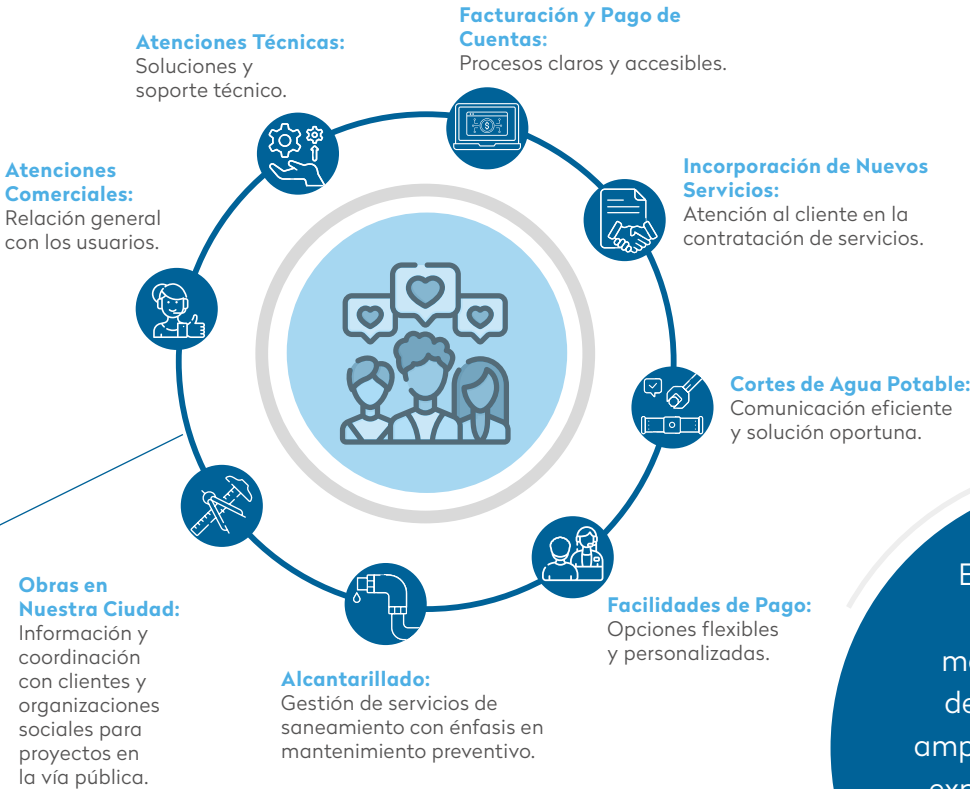 Facturación y Pago de
Cuentas:
Procesos claros y accesibles.
Atenciones Técnicas:
Soluciones y
soporte técnico.
Atenciones
Comerciales:
Relación general
con los usuarios.
Incorporación de Nuevos
Servicios:
Atención al cliente en la
contratación de servicios.
Cortes de Agua Potable:
Comunicación eficiente
y solución oportuna.
Facilidades de Pago:
Opciones flexibles
y personalizadas.
Alcantarillado:
Gestión de servicios de
saneamiento con énfasis en
mantenimiento preventivo.
Obras en
Nuestra Ciudad:
Información y
coordinación
con clientes y
organizaciones
sociales para
proyectos en
la vía pública.
$